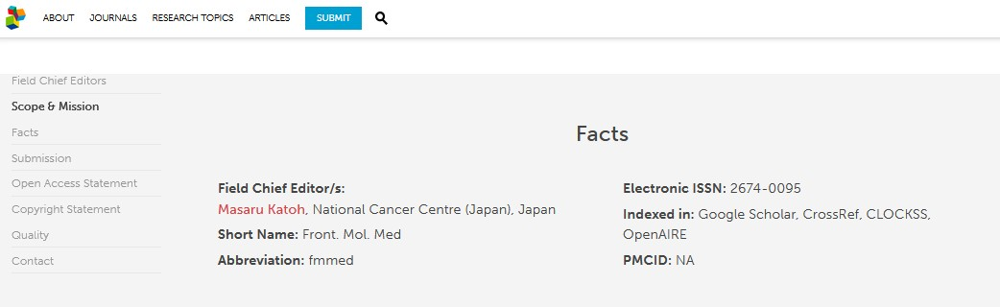 ABOUT JOURNALS RESEARCH TOPICS ARTICLES SUBMIT
Field Chief Editors
Scope & Mission
Facts
Submission
Open Access Statement
Copyright Statement
Quality
Contact
Facts
Field Chief Editor/s:
Masaru Katoh, National Cancer Centre (Japan), Japan
Short Name: Front. Mol. Med
Abbreviation: fmmed
Electronic ISSN: 2674-0095
Indexed in: Google Scholar, CrossRef, CLOCKSS,
OpenAIRE
PMCID: NA